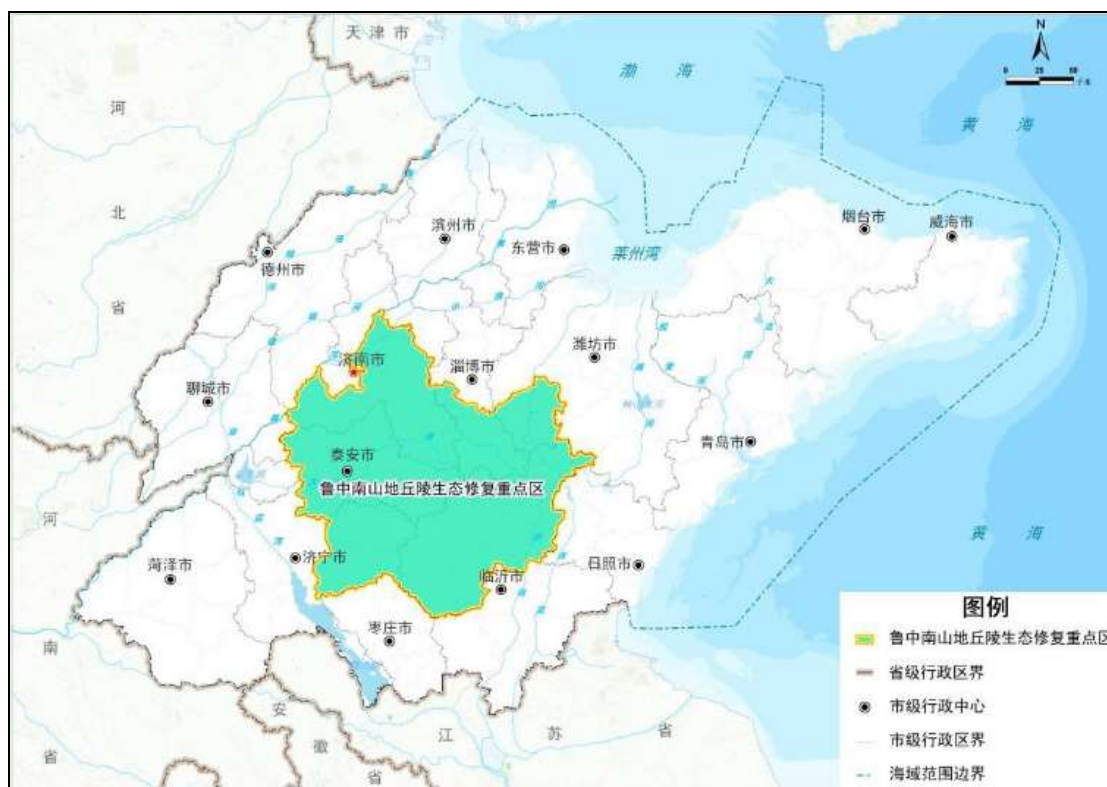 天津市
N
0 25 50
千米
渤海
黄海
河
北
省
滨州市
东营市
烟台市
威海市
德州市
莱州湾
济南市
淄博市
潍坊市
聊城市
泰安市
青岛市
鲁中南山地丘陵生态修复重点区
河
黄海
菏泽市
济宁市
临沂市
日照市
枣庄市
南
省
安
徽
省
江
苏
省
图例
鲁中南山地丘陵生态修复重点区
省级行政区界
市级行政中心
市级行政区界
海域范围边界